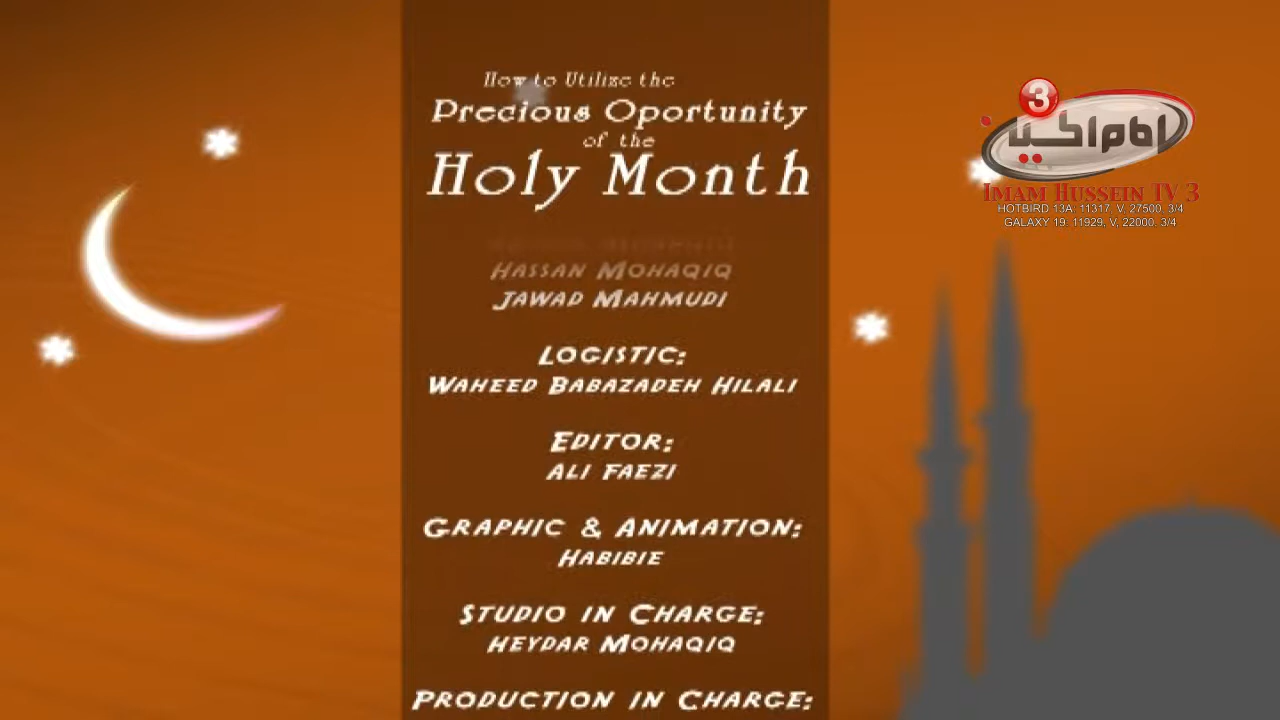 How to Utilize the
Precious Oportunity
of the
Holy Month
HASSAN MOHAQIQ
JAWAD MAHMUDI
LOGISTIC:
WAHEED BABAZADEH HILALI
EDITOR:
ALI FAEZI
GRAPHIC & ANIMATION:
HABIBIE
STUDIO IN CHARGE:
HEYDAR MOHAQIQ
PRODUCTION IN CHARGE:
3
امام حسین
IMAM HUSSEIN TV 3
HOTBIRD 13A: 11317, V, 27500, 3/4
GALAXY 19: 11929, V, 22000, 3/4